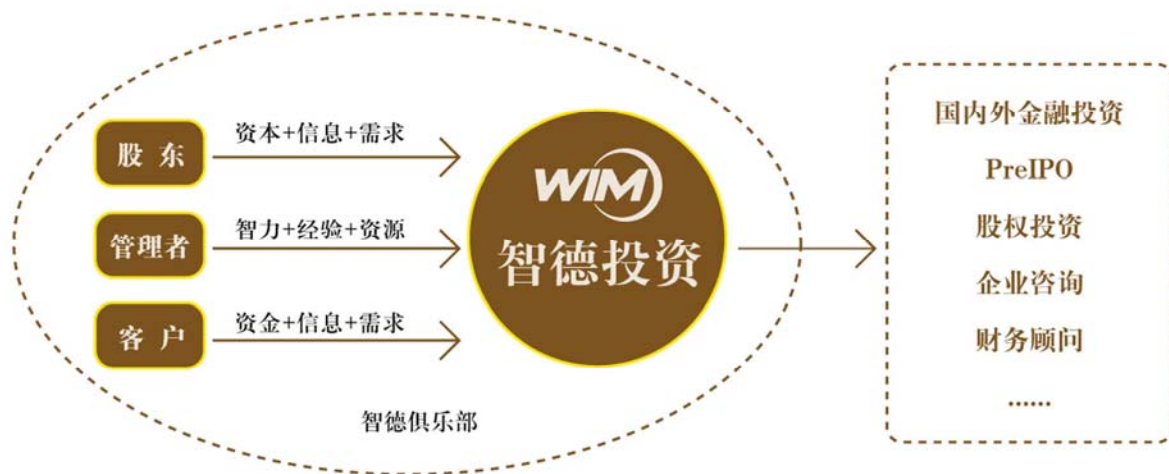 股东
资本+信息+需求
管理者
智力+经验+资源
客户
资金+信息+需求
WIM
智德投资
智德俱乐部
国内外金融投资
PreIPO
股权投资
企业咨询
财务顾问
......